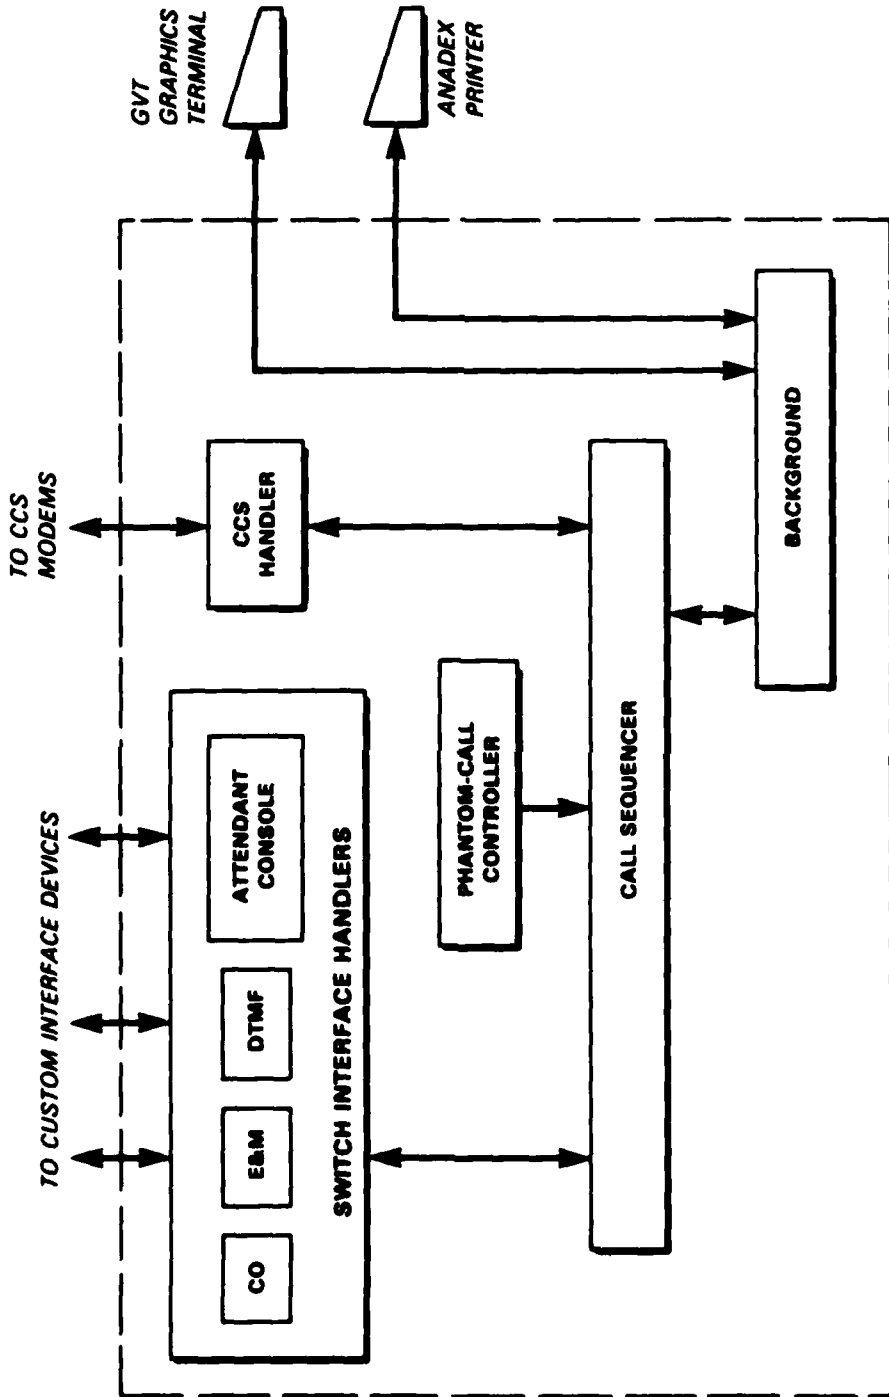 TO CUSTOM INTERFACE DEVICES
TO CCS
MODEMS
GVT
GRAPHICS
TERMINAL
ANADEX
PRINTER
CO
E&M
DTMF
ATTENDANT
CONSOLE
SWITCH INTERFACE HANDLERS
CCS
HANDLER
PHANTOM-CALL
CONTROLLER
CALL SEQUENCER
BACKGROUND